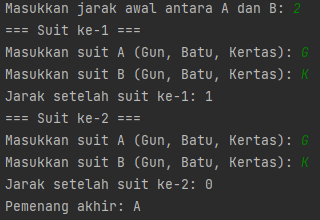 Masukkan jarak awal antara A dan B: 2
=== Suit ke-1 ===
Masukkan suit A (Gun, Batu, Kertas): G
Masukkan suit B (Gun, Batu, Kertas): K
Jarak setelah suit ke-1: 1
=== Suit ke-2 ===
Masukkan suit A (Gun, Batu, Kertas): G
Masukkan suit B (Gun, Batu, Kertas): K
Jarak setelah suit ke-2: 0
Pemenang akhir: A